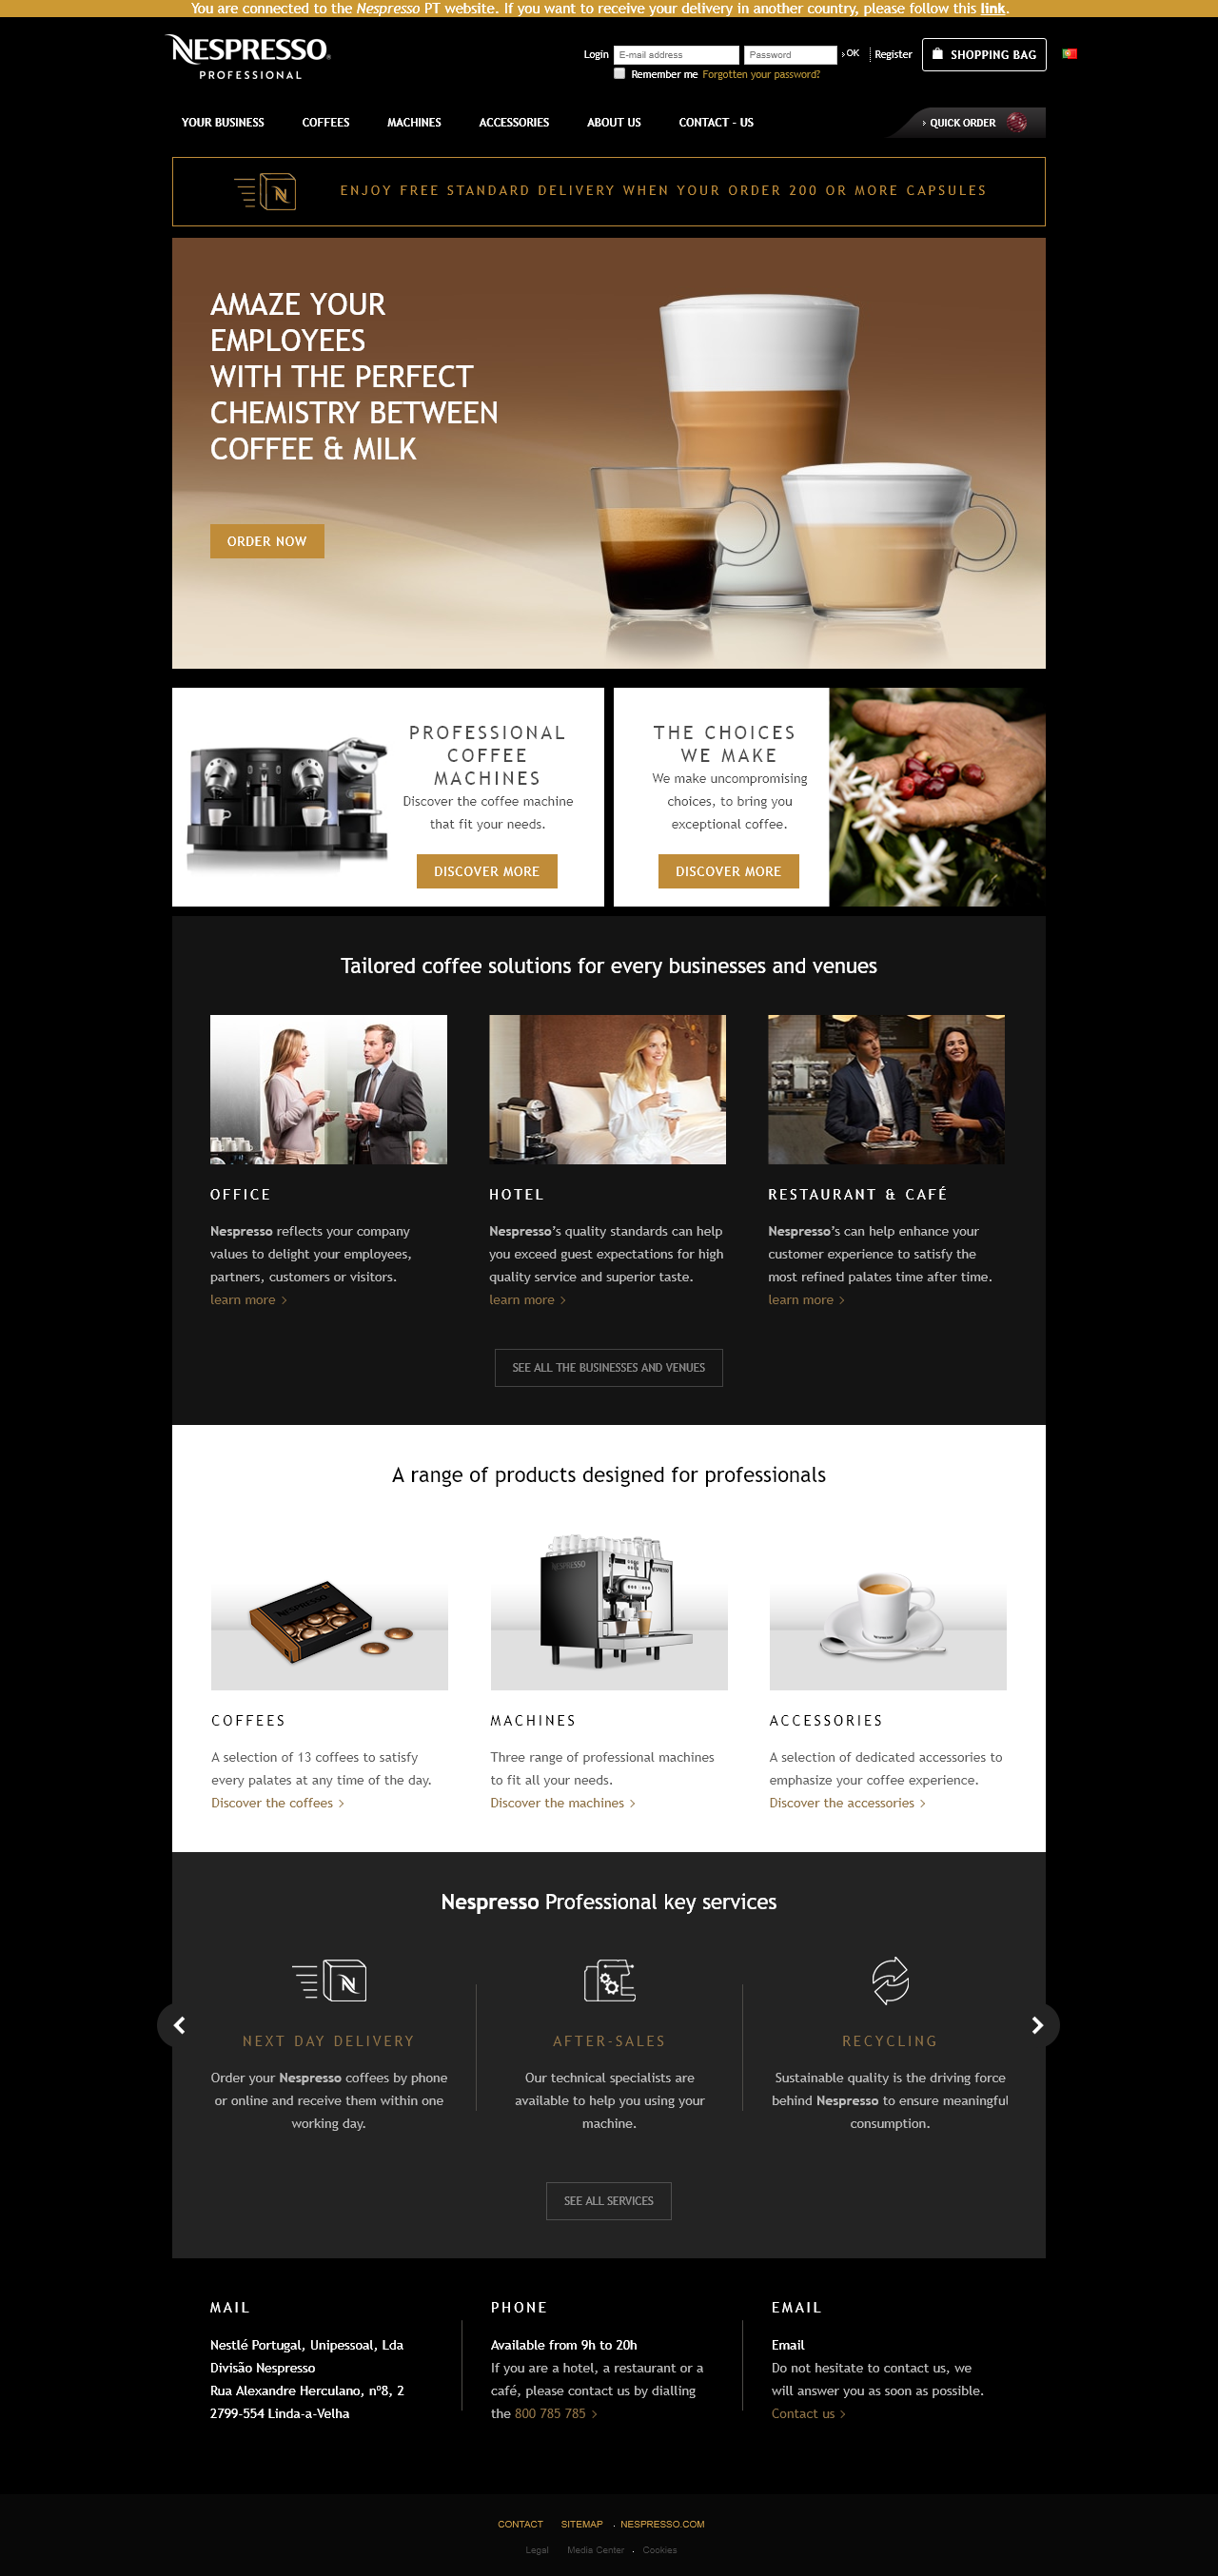 You are connected to the Nespresso PT website. If you want to receive your delivery in another country, please follow this link.
NESPRESSO
PROFESSIONAL
Login E-mail address Password OK Register SHOPPING BAG
Remember me Forgotten your password?
YOUR BUSINESS COFFEES MACHINES ACCESSORIES ABOUT US CONTACT - US QUICK ORDER
ENJOY FREE STANDARD DELIVERY WHEN YOUR ORDER 200 OR MORE CAPSULES
AMAZE YOUR
EMPLOYEES
WITH THE PERFECT
CHEMISTRY BETWEEN
COFFEE & MILK
ORDER NOW
PROFESSIONAL
COFFEE
MACHINES
Discover the coffee machine
that fit your needs.
DISCOVER MORE
THE CHOICES
WE MAKE
We make uncompromising
choices, to bring you
exceptional coffee.
DISCOVER MORE
Tailored coffee solutions for every businesses and venues
OFFICE
Nespresso reflects your company
values to delight your employees,
partners, customers or visitors.
learn more
HOTEL
Nespresso's quality standards can help
you exceed guest expectations for high
quality service and superior taste.
learn more
RESTAURANT & CAFÉ
Nespresso's can help enhance your
customer experience to satisfy the
most refined palates time after time.
learn more
SEE ALL THE BUSINESSES AND VENUES
A range of products designed for professionals
NESPRESSO
NESPRESSO
COFFEES
A selection of 13 coffees to satisfy
every palates at any time of the day.
Discover the coffees
MACHINES
Three range of professional machines
to fit all your needs.
Discover the machines
ACCESSORIES
A selection of dedicated accessories to
emphasize your coffee experience.
Discover the accessories
Nespresso Professional key services
NEXT DAY DELIVERY
Order your Nespresso coffees by phone
or online and receive them within one
working day.
AFTER-SALES
Our technical specialists are
available to help you using your
machine.
RECYCLING
Sustainable quality is the driving force
behind Nespresso to ensure meaningful
consumption.
SEE ALL SERVICES
MAIL
Nestlé Portugal, Unipessoal, Lda
Divisão Nespresso
Rua Alexandre Herculano, nº8, 2
2799-554 Linda-a-Velha
PHONE
Available from 9h to 20h
If you are a hotel, a restaurant or a
café, please contact us by dialling
the 800 785 785
EMAIL
Email
Do not hesitate to contact us, we
will answer you as soon as possible.
Contact us
CONTACT SITEMAP . NESPRESSO.COM
Legal Media Center . Cookies